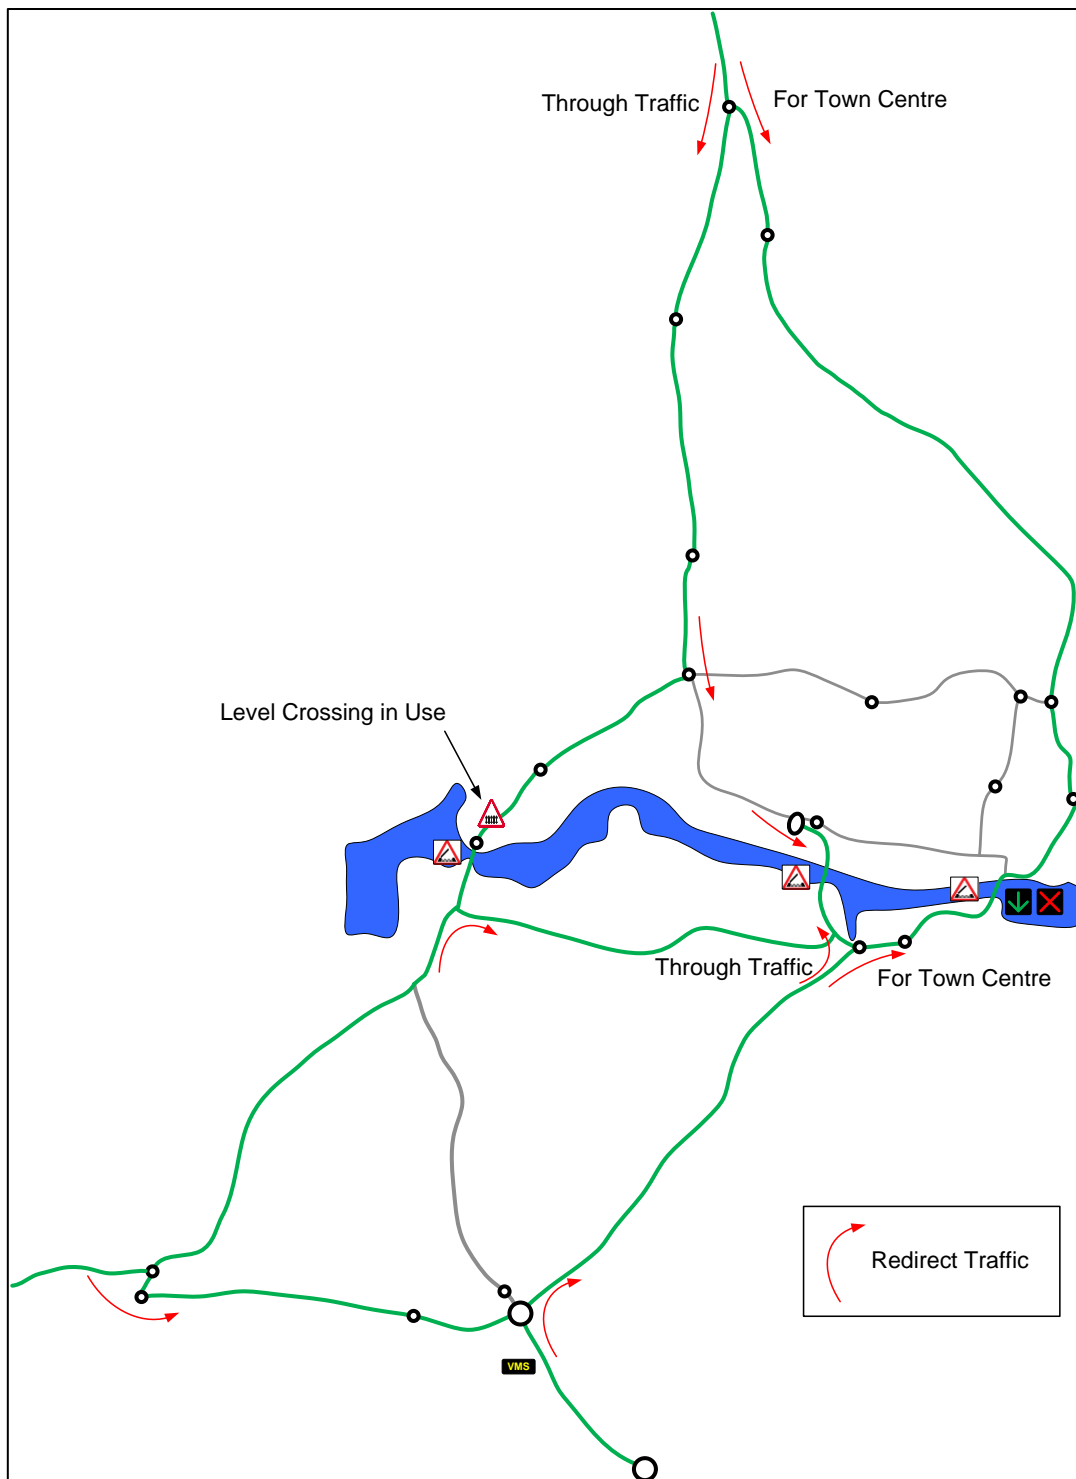 Through Traffic
For Town Centre
Level Crossing in Use
Through Traffic
For Town Centre
Redirect Traffic
VMS